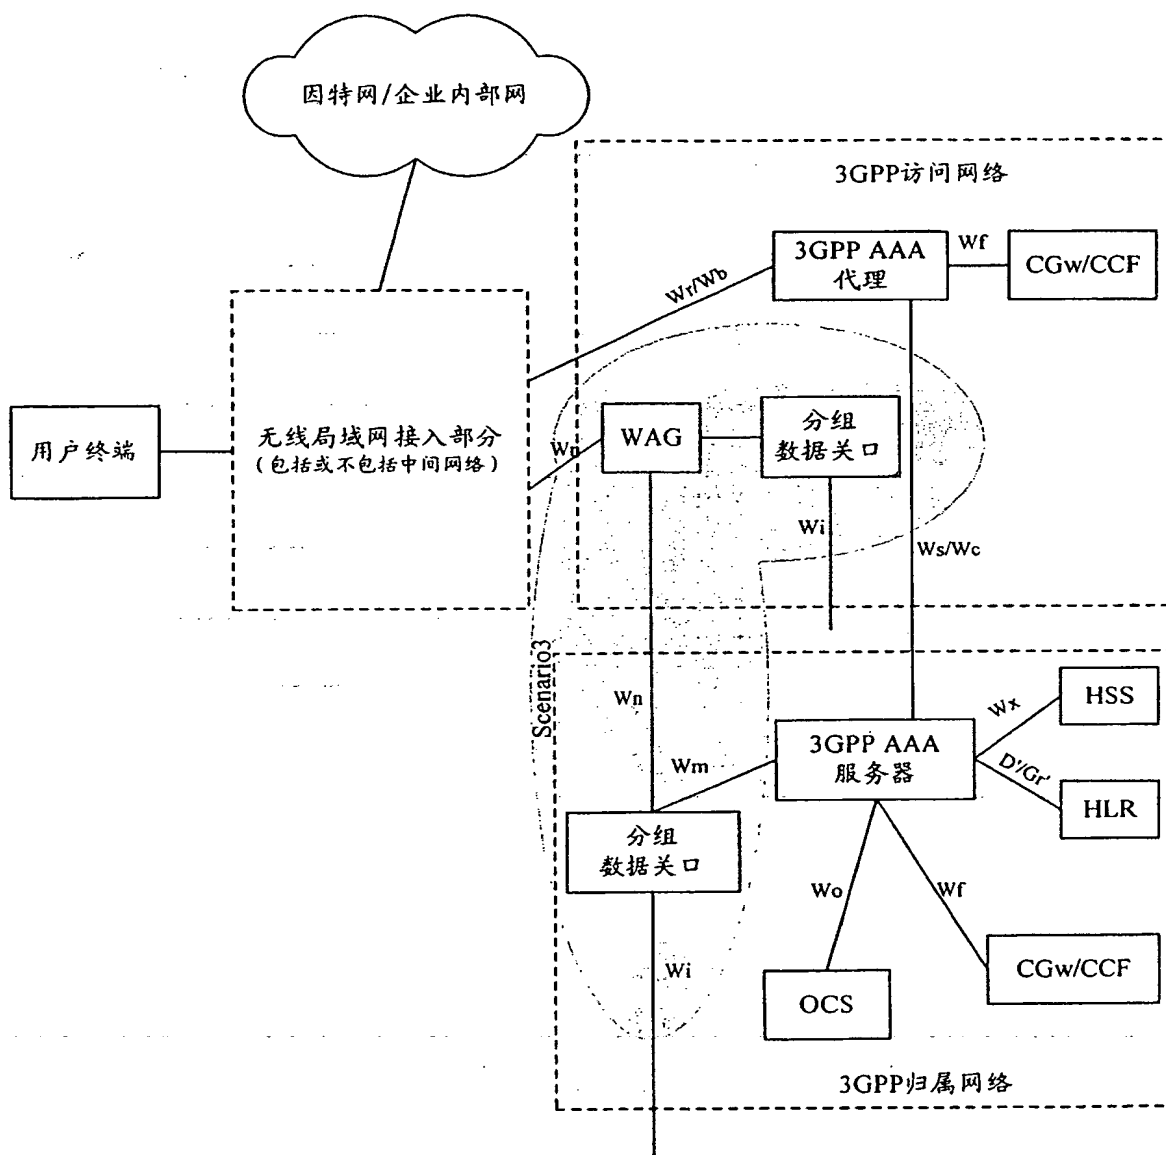 因特网/企业内部网
3GPP访问网络
3GPP AAA
代理
Wf
CGw/CCF
Wr/Wb
用户终端
无线局域网接入部分
(包括或不包括中间网络)
Wn
WAG
分组
数据关口
Wi
Ws/Wc
Scenario3
Wn
Wm
3GPP AAA
服务器
Wx
HSS
D'/Gr'
HLR
分组
数据关口
Wo
Wf
Wi
OCS
CGw/CCF
3GPP归属网络